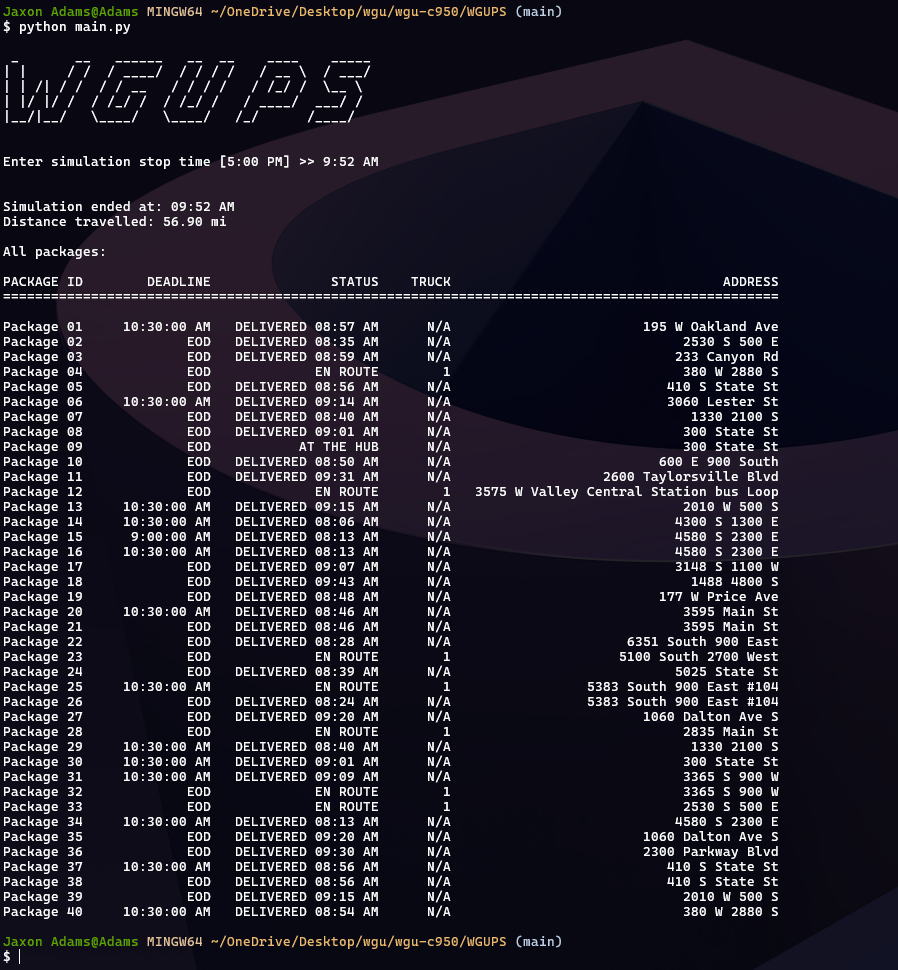 Jaxon Adams@Adams MINGW64 ~/OneDrive/Desktop/wgu/wgu-c950/WGUPS (main)
$ python main.py
WGUPS
Enter simulation stop time [5:00 PM] >> 9:52 AM
Simulation ended at: 09:52 AM
Distance travelled: 56.90 mi
All packages:
PACKAGE ID DEADLINE STATUS TRUCK ADDRESS
=================================================================================================
Package 01 10:30:00 AM DELIVERED 08:57 AM N/A 195 W Oakland Ave
Package 02 EOD DELIVERED 08:35 AM N/A 2530 S 500 E
Package 03 EOD DELIVERED 08:59 AM N/A 233 Canyon Rd
Package 04 EOD EN ROUTE 1 380 W 2880 S
Package 05 EOD DELIVERED 08:56 AM N/A 410 S State St
Package 06 10:30:00 AM DELIVERED 09:14 AM N/A 3060 Lester St
Package 07 EOD DELIVERED 08:40 AM N/A 1330 2100 S
Package 08 EOD DELIVERED 09:01 AM N/A 300 State St
Package 09 EOD AT THE HUB N/A 300 State St
Package 10 EOD DELIVERED 08:50 AM N/A 600 E 900 South
Package 11 EOD DELIVERED 09:31 AM N/A 2600 Taylorsville Blvd
Package 12 EOD EN ROUTE 1 3575 W Valley Central Station bus Loop
Package 13 10:30:00 AM DELIVERED 09:15 AM N/A 2010 W 500 S
Package 14 10:30:00 AM DELIVERED 08:06 AM N/A 4300 S 1300 E
Package 15 9:00:00 AM DELIVERED 08:13 AM N/A 4580 S 2300 E
Package 16 10:30:00 AM DELIVERED 08:13 AM N/A 4580 S 2300 E
Package 17 EOD DELIVERED 09:07 AM N/A 3148 S 1100 W
Package 18 EOD DELIVERED 09:43 AM N/A 1488 4800 S
Package 19 EOD DELIVERED 08:48 AM N/A 177 W Price Ave
Package 20 10:30:00 AM DELIVERED 08:46 AM N/A 3595 Main St
Package 21 EOD DELIVERED 08:46 AM N/A 3595 Main St
Package 22 EOD DELIVERED 08:28 AM N/A 6351 South 900 East
Package 23 EOD EN ROUTE 1 5100 South 2700 West
Package 24 EOD DELIVERED 08:39 AM N/A 5025 State St
Package 25 10:30:00 AM EN ROUTE 1 5383 South 900 East #104
Package 26 EOD DELIVERED 08:24 AM N/A 5383 South 900 East #104
Package 27 EOD DELIVERED 09:20 AM N/A 1060 Dalton Ave S
Package 28 EOD EN ROUTE 1 2835 Main St
Package 29 10:30:00 AM DELIVERED 08:40 AM N/A 1330 2100 S
Package 30 10:30:00 AM DELIVERED 09:01 AM N/A 300 State St
Package 31 10:30:00 AM DELIVERED 09:09 AM N/A 3365 S 900 W
Package 32 EOD EN ROUTE 1 3365 S 900 W
Package 33 EOD EN ROUTE 1 2530 S 500 E
Package 34 10:30:00 AM DELIVERED 08:13 AM N/A 4580 S 2300 E
Package 35 EOD DELIVERED 09:20 AM N/A 1060 Dalton Ave S
Package 36 EOD DELIVERED 09:30 AM N/A 2300 Parkway Blvd
Package 37 10:30:00 AM DELIVERED 08:56 AM N/A 410 S State St
Package 38 EOD DELIVERED 08:56 AM N/A 410 S State St
Package 39 EOD DELIVERED 09:15 AM N/A 2010 W 500 S
Package 40 10:30:00 AM DELIVERED 08:54 AM N/A 380 W 2880 S
Jaxon Adams@Adams MINGW64 ~/OneDrive/Desktop/wgu/wgu-c950/WGUPS (main)
$